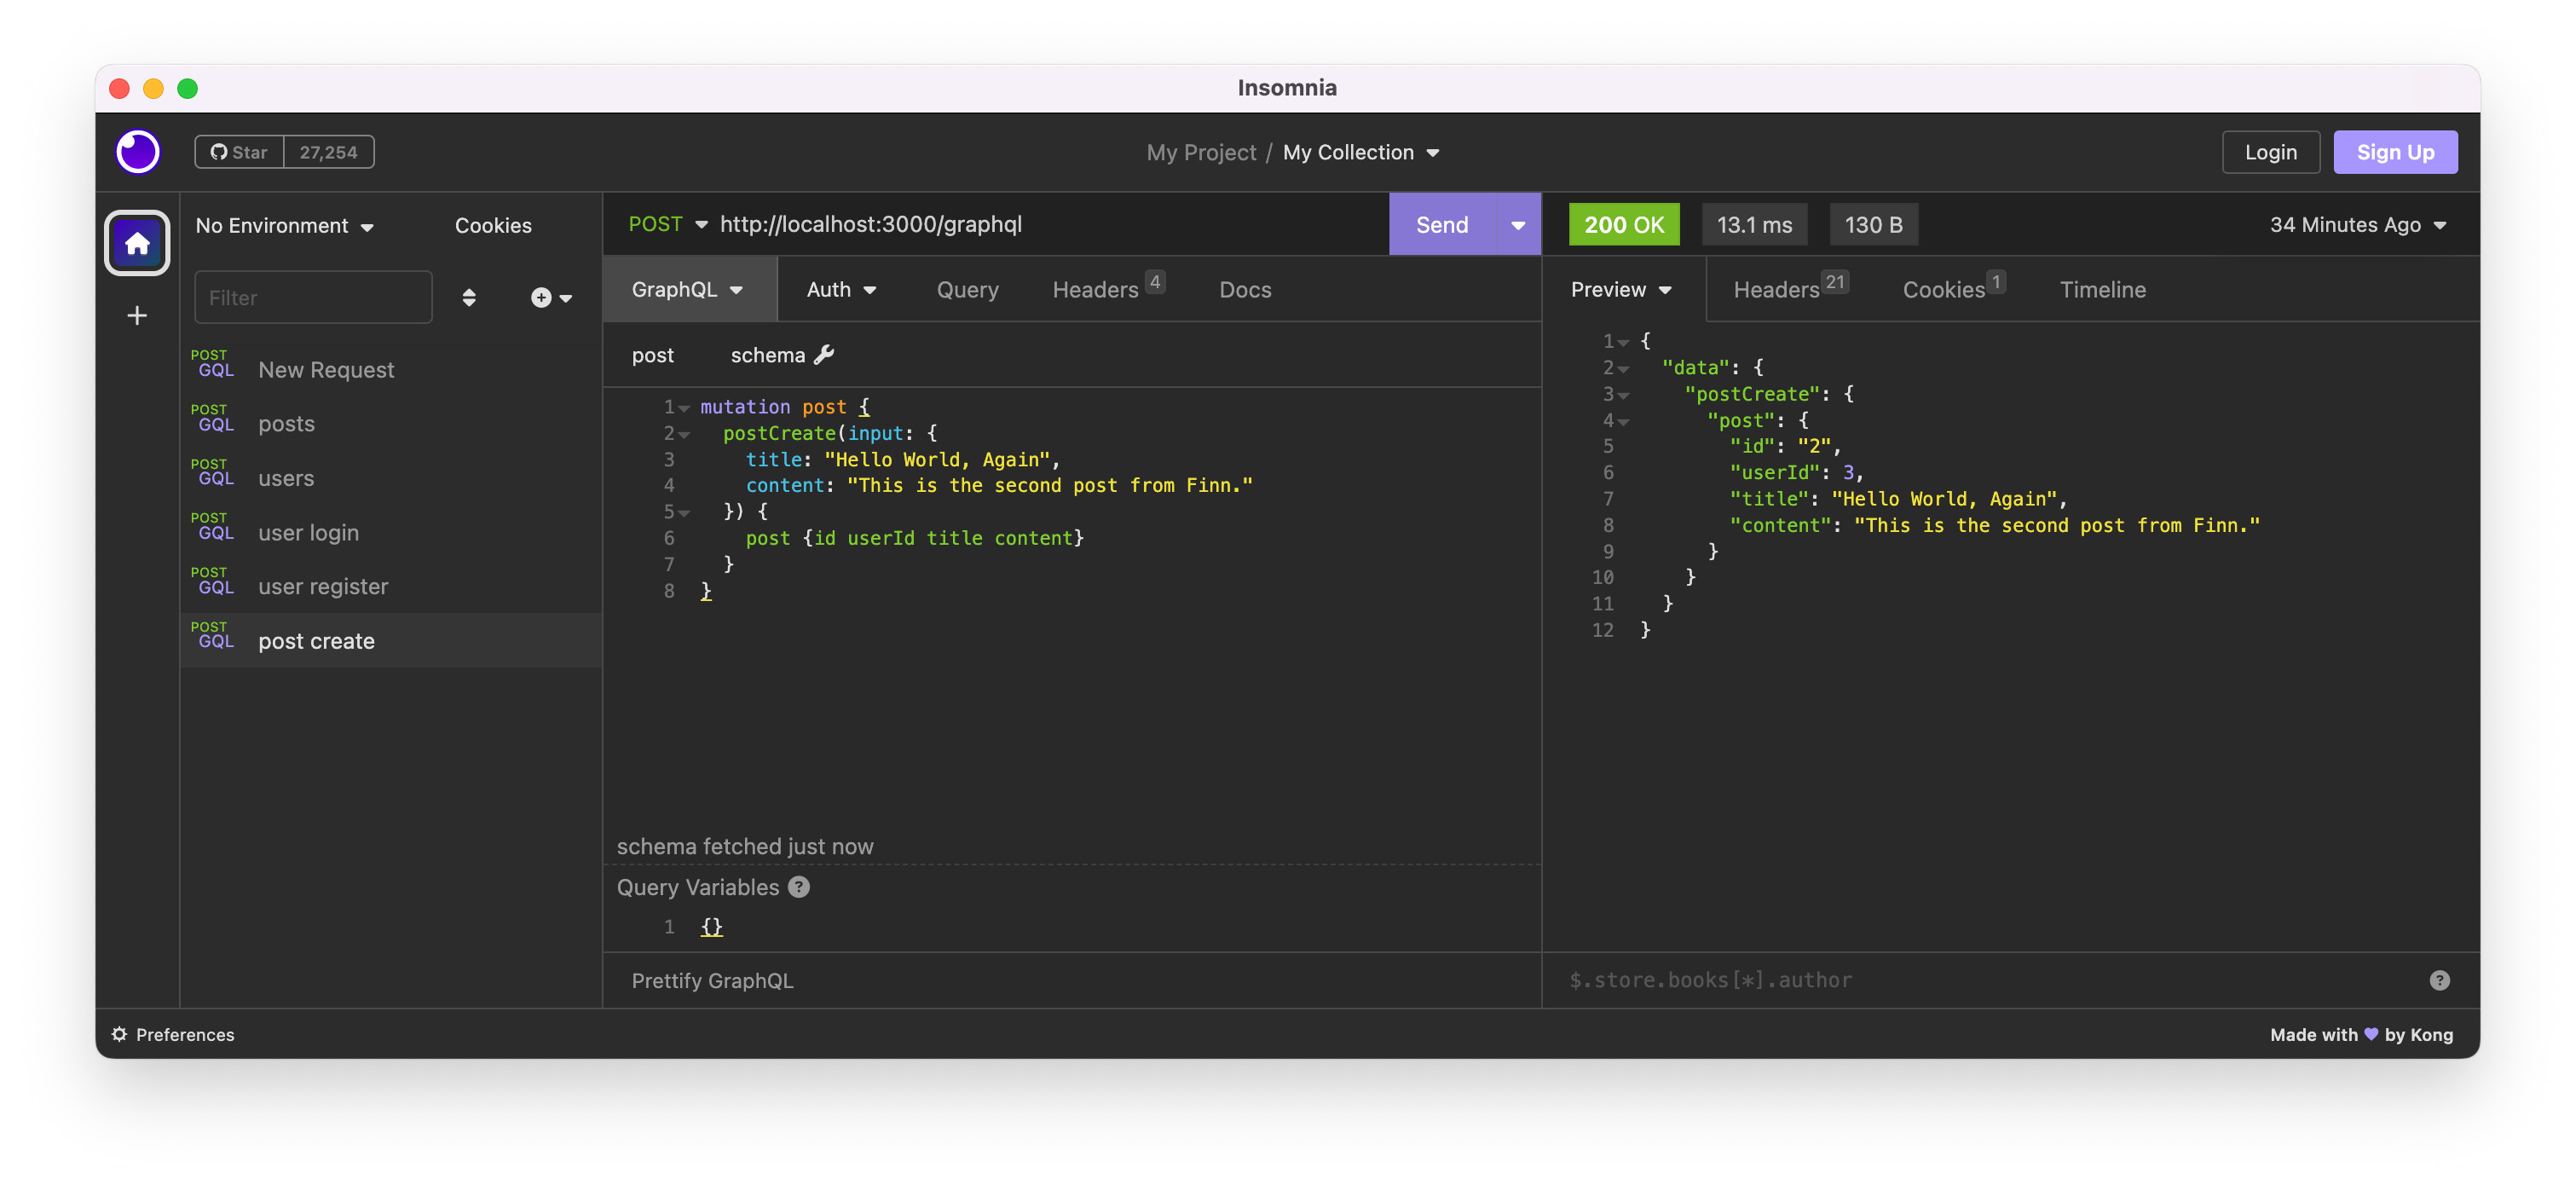 Insomnia
Star 27,254
My Project / My Collection
Login
Sign Up
No Environment
Cookies
Filter
POST GQL New Request
POST GQL posts
POST GQL users
POST GQL user login
POST GQL user register
POST GQL post create
POST http://localhost:3000/graphql
Send
GraphQL Auth Query Headers 4 Docs
post schema
1 mutation post {
2   postCreate(input: {
3     title: "Hello World, Again",
4     content: "This is the second post from Finn."
5   }) {
6     post {id userId title content}
7   }
8 }
schema fetched just now
Query Variables ?
1 {}
Prettify GraphQL
200 OK 13.1 ms 130 B 34 Minutes Ago
Preview Headers 21 Cookies 1 Timeline
1 {
2   "data": {
3     "postCreate": {
4       "post": {
5         "id": "2",
6         "userId": 3,
7         "title": "Hello World, Again",
8         "content": "This is the second post from Finn."
9       }
10     }
11   }
12 }
$.store.books[*].author ?
Preferences
Made with 💜 by Kong